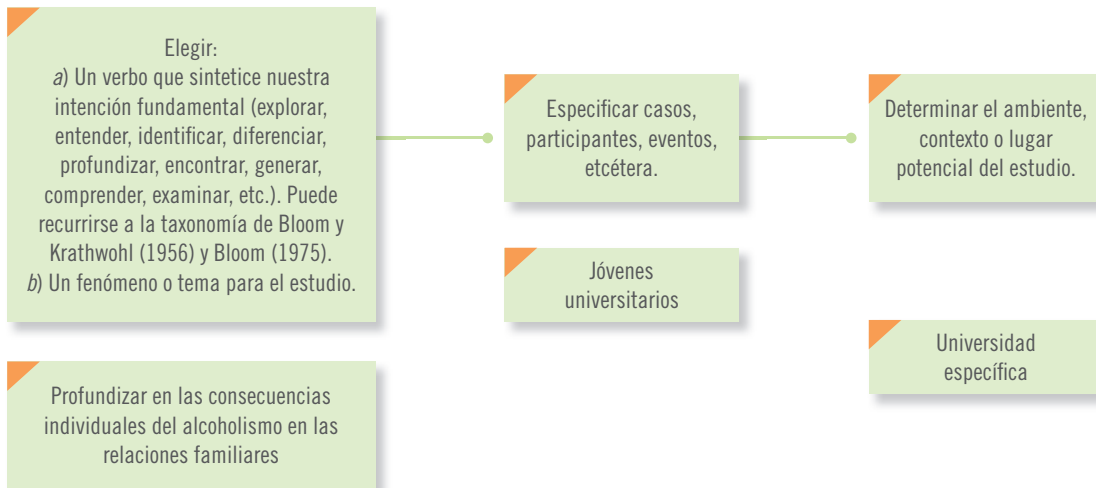 Elegir:
a) Un verbo que sintetice nuestra
intención fundamental (explorar,
entender, identificar, diferenciar,
profundizar, encontrar, generar,
comprender, examinar, etc.). Puede
recurrirse a la taxonomía de Bloom y
Krathwohl (1956) y Bloom (1975).
b) Un fenómeno o tema para el estudio.
Especificar casos,
participantes, eventos,
etcétera.
Determinar el ambiente,
contexto o lugar
potencial del estudio.
Profundizar en las consecuencias
individuales del alcoholismo en las
relaciones familiares
Jóvenes
universitarios
Universidad
específica